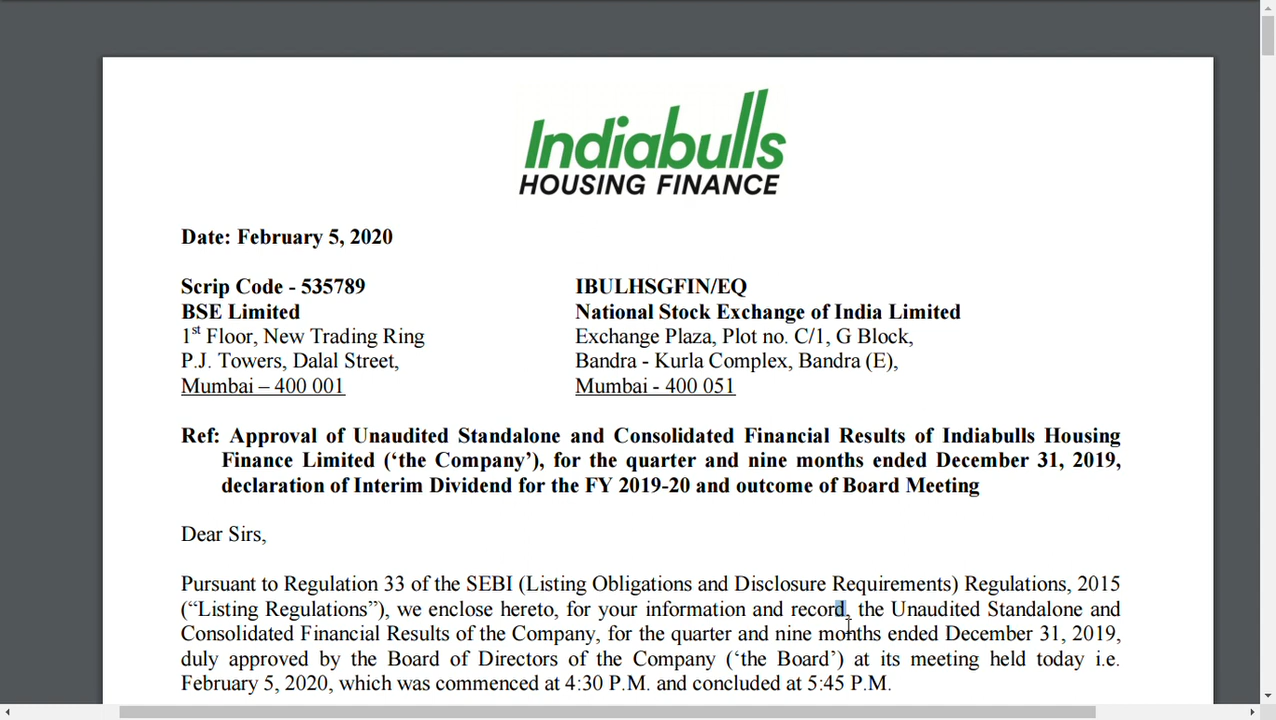 Indiabulls
HOUSING FINANCE
Date: February 5, 2020
Scrip Code - 535789
BSE Limited
1st Floor, New Trading Ring
P.J. Towers, Dalal Street,
Mumbai – 400 001
IBULHSGFIN/EQ
National Stock Exchange of India Limited
Exchange Plaza, Plot no. C/1, G Block,
Bandra - Kurla Complex, Bandra (E),
Mumbai - 400 051
Ref: Approval of Unaudited Standalone and Consolidated Financial Results of Indiabulls Housing
Finance Limited (‘the Company’), for the quarter and nine months ended December 31, 2019,
declaration of Interim Dividend for the FY 2019-20 and outcome of Board Meeting
Dear Sirs,
Pursuant to Regulation 33 of the SEBI (Listing Obligations and Disclosure Requirements) Regulations, 2015
(“Listing Regulations”), we enclose hereto, for your information and record, the Unaudited Standalone and
Consolidated Financial Results of the Company, for the quarter and nine months ended December 31, 2019,
duly approved by the Board of Directors of the Company (‘the Board’) at its meeting held today i.e.
February 5, 2020, which was commenced at 4:30 P.M. and concluded at 5:45 P.M.